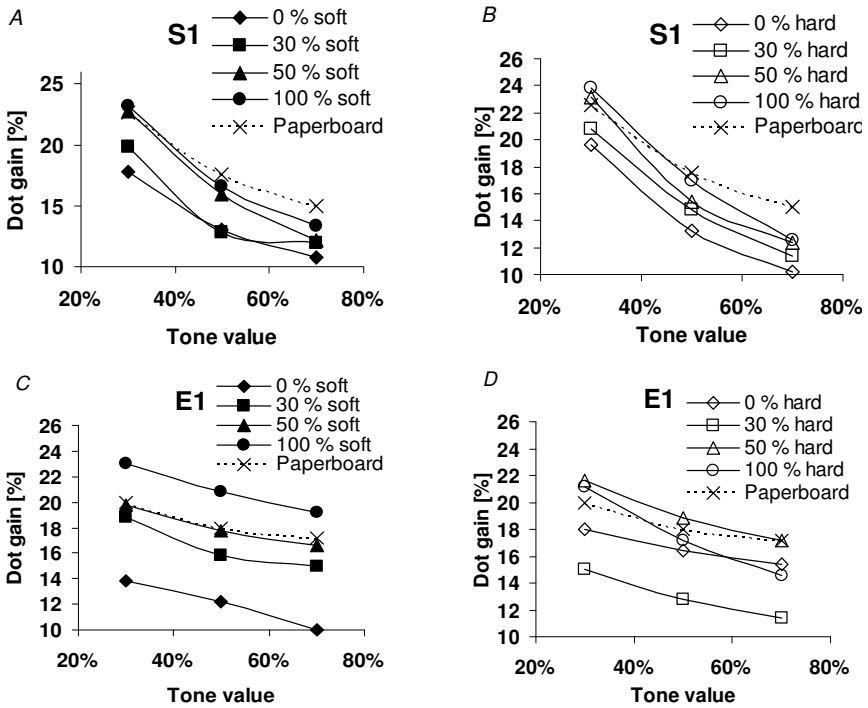 A
S1
0 % soft
30 % soft
50 % soft
100 % soft
Paperboard
25
20
15
10
Dot gain [%]
20%
40%
60%
80%
Tone value
B
S1
0 % hard
30 % hard
50 % hard
100 % hard
Paperboard
26
24
22
20
18
16
14
12
10
Dot gain [%]
20%
40%
60%
80%
Tone value
C
E1
0 % soft
30 % soft
50 % soft
100 % soft
Paperboard
26
24
22
20
18
16
14
12
10
Dot gain [%]
20%
40%
60%
80%
Tone value
D
E1
0 % hard
30 % hard
50 % hard
100 % hard
Paperboard
26
24
22
20
18
16
14
12
10
Dot gain [%]
20%
40%
60%
80%
Tone value